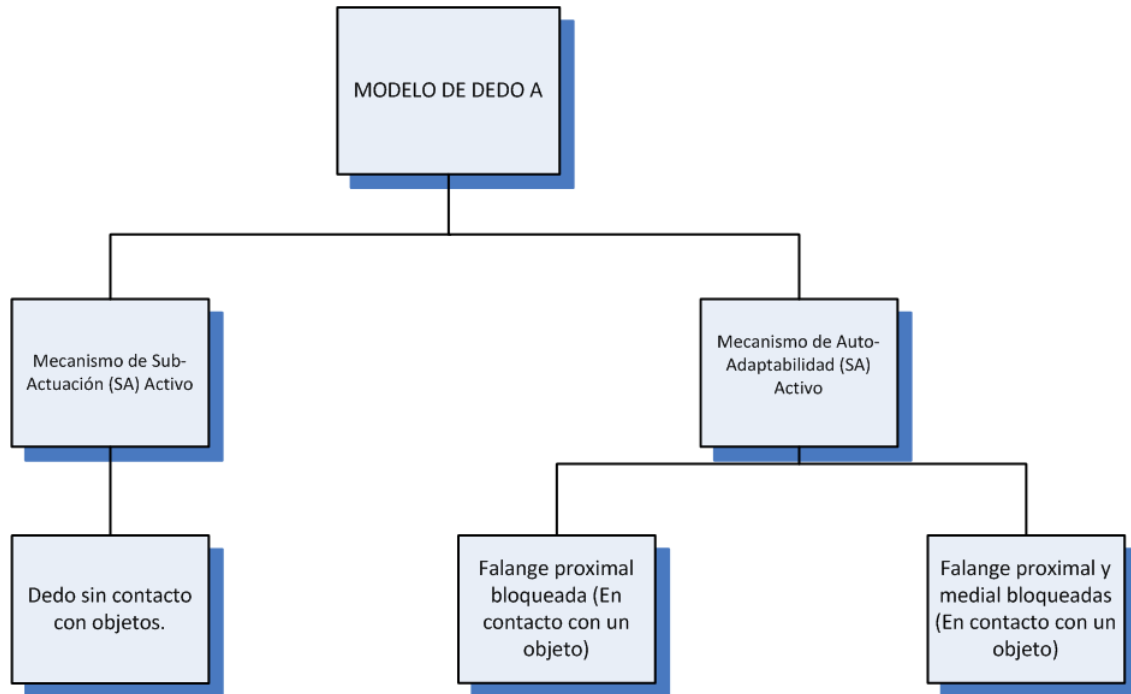 MODELO DE DEDO A
Mecanismo de Sub-
Actuación (SA) Activo
Mecanismo de Auto-
Adaptabilidad (SA)
Activo
Dedo sin contacto
con objetos.
Falange proximal
bloqueada (En
contacto con un
objeto)
Falange proximal y
medial bloqueadas
(En contacto con un
objeto)